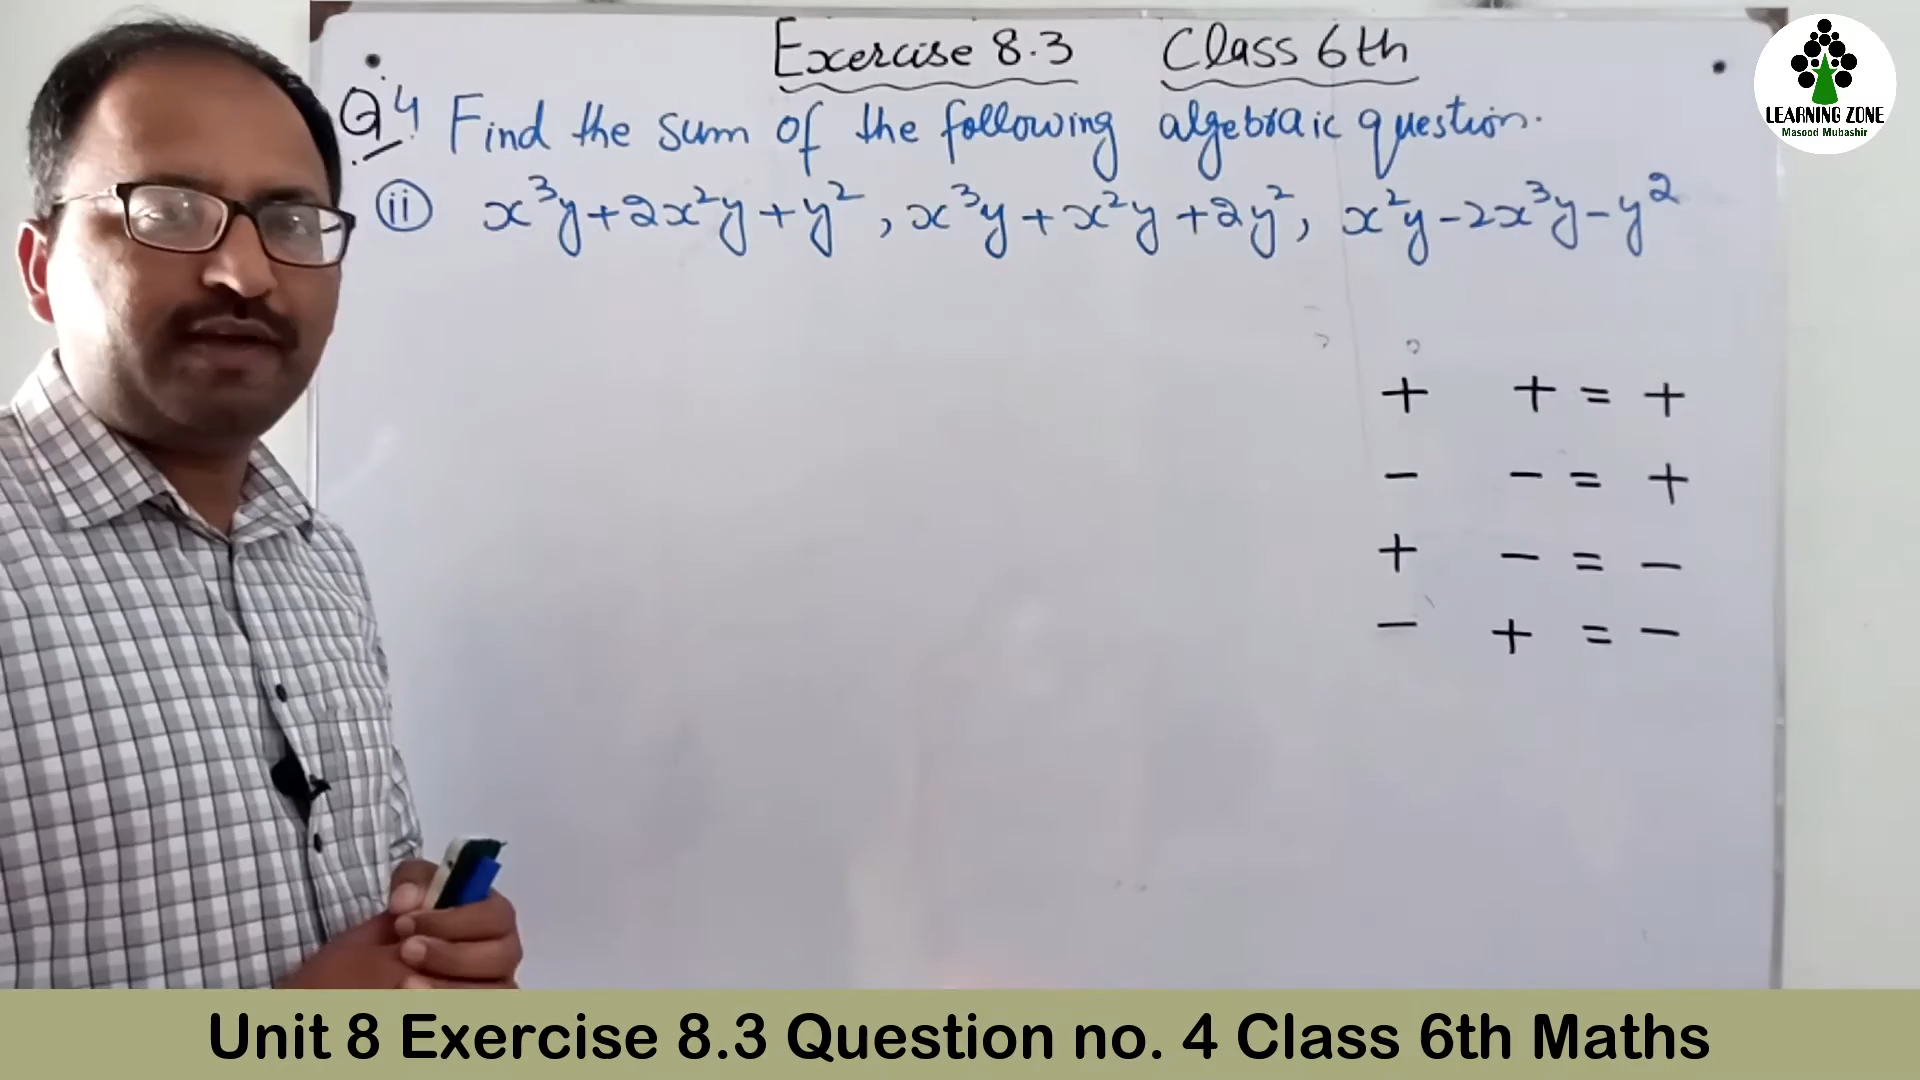 Exercise 8.3 Class 6th
Q4 Find the sum of the following algebraic question.
(ii) x³y+2x²y+y², x³y+x²y+2y², x²y-2x³y-y²
+ + = +
- - = +
+ - = -
- + = -
LEARNING ZONE
Masood Mubashir
Unit 8 Exercise 8.3 Question no. 4 Class 6th Maths